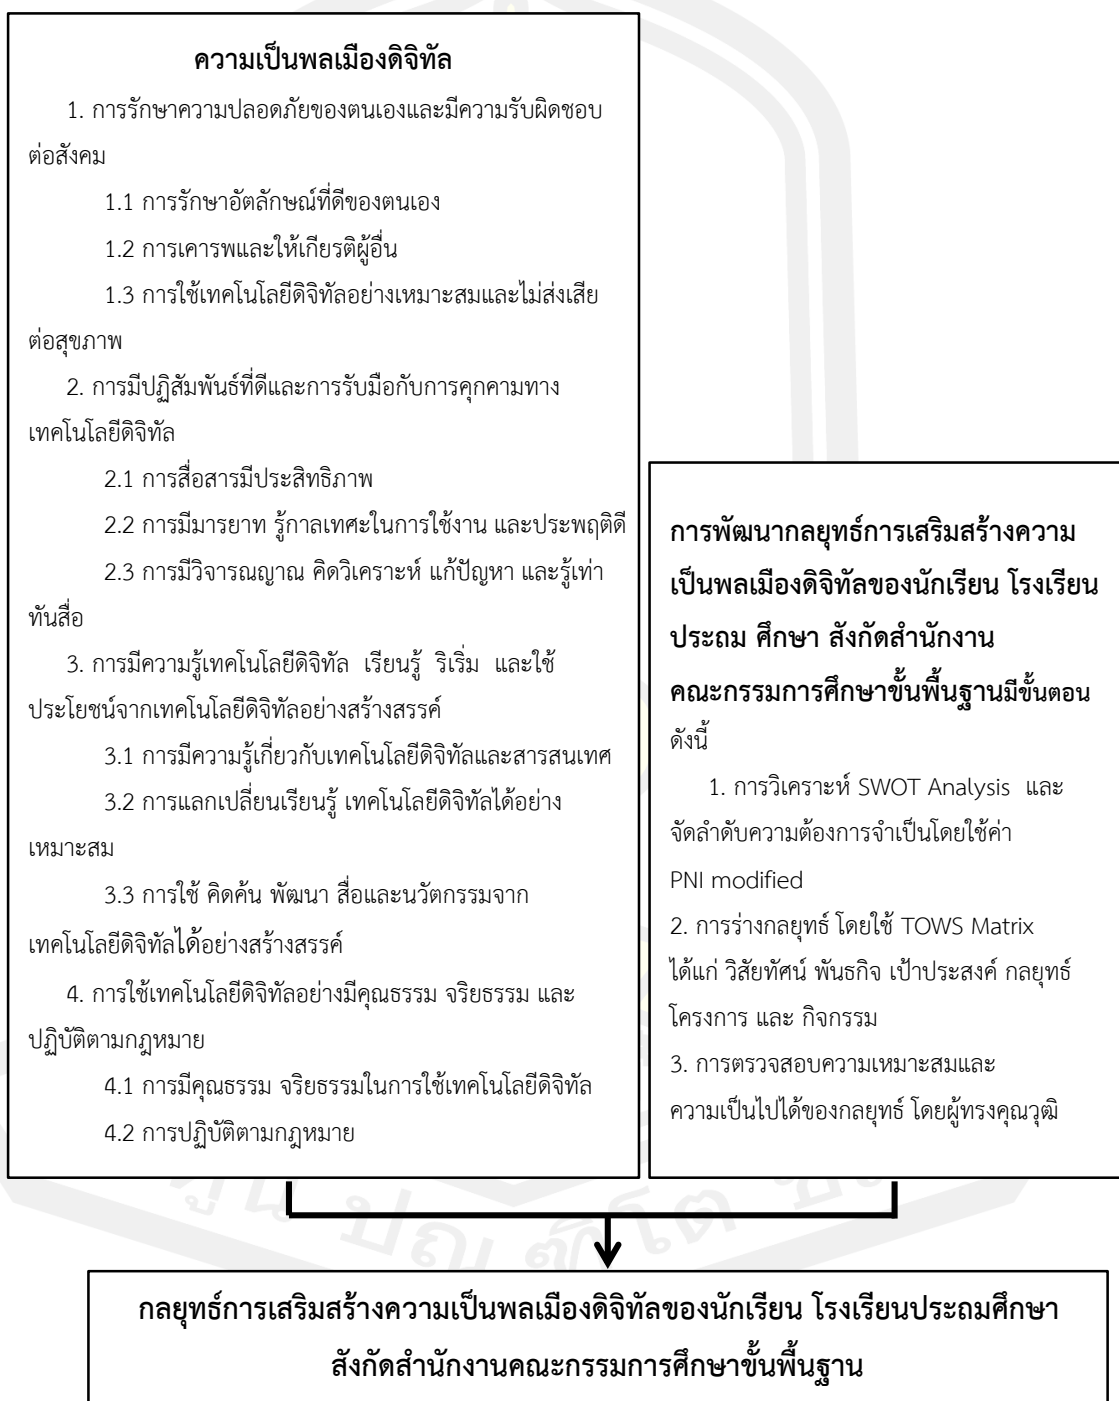 ความเป็นพลเมืองดิจิทัล
1. การรักษาความปลอดภัยของตนเองและมีความรับผิดชอบ
ต่อสังคม
1.1 การรักษาอัตลักษณ์ที่ดีของตนเอง
1.2 การเคารพและให้เกียรติผู้อื่น
1.3 การใช้เทคโนโลยีดิจิทัลอย่างเหมาะสมและไม่ส่งเสีย
ต่อสุขภาพ
2. การมีปฏิสัมพันธ์ที่ดีและการรับมือกับการคุกคามทาง
เทคโนโลยีดิจิทัล
2.1 การสื่อสารมีประสิทธิภาพ
2.2 การมีมารยาท รู้กาลเทศะในการใช้งาน และประพฤติดี
2.3 การมีวิจารณญาณ คิดวิเคราะห์ แก้ปัญหา และรู้เท่า
ทันสื่อ
3. การมีความรู้เทคโนโลยีดิจิทัล เรียนรู้ ริเริ่ม และใช้
ประโยชน์จากเทคโนโลยีดิจิทัลอย่างสร้างสรรค์
3.1 การมีความรู้เกี่ยวกับเทคโนโลยีดิจิทัลและสารสนเทศ
3.2 การแลกเปลี่ยนเรียนรู้ เทคโนโลยีดิจิทัลได้อย่าง
เหมาะสม
3.3 การใช้ คิดค้น พัฒนา สื่อและนวัตกรรมจาก
เทคโนโลยีดิจิทัลได้อย่างสร้างสรรค์
4. การใช้เทคโนโลยีดิจิทัลอย่างมีคุณธรรม จริยธรรม และ
ปฏิบัติตามกฎหมาย
4.1 การมีคุณธรรม จริยธรรมในการใช้เทคโนโลยีดิจิทัล
4.2 การปฏิบัติตามกฎหมาย
การพัฒนากลยุทธ์การเสริมสร้างความ
เป็นพลเมืองดิจิทัลของนักเรียน โรงเรียน
ประถม ศึกษา สังกัดสำนักงาน
คณะกรรมการศึกษาขั้นพื้นฐานมีขั้นตอน
ดังนี้
1. การวิเคราะห์ SWOT Analysis และ
จัดลำดับความต้องการจำเป็นโดยใช้ค่า
PNI modified
2. การร่างกลยุทธ์ โดยใช้ TOWS Matrix
ได้แก่ วิสัยทัศน์ พันธกิจ เป้าประสงค์ กลยุทธ์
โครงการ และ กิจกรรม
3. การตรวจสอบความเหมาะสมและ
ความเป็นไปได้ของกลยุทธ์ โดยผู้ทรงคุณวุฒิ
กลยุทธ์การเสริมสร้างความเป็นพลเมืองดิจิทัลของนักเรียน โรงเรียนประถมศึกษา
สังกัดสำนักงานคณะกรรมการศึกษาขั้นพื้นฐาน